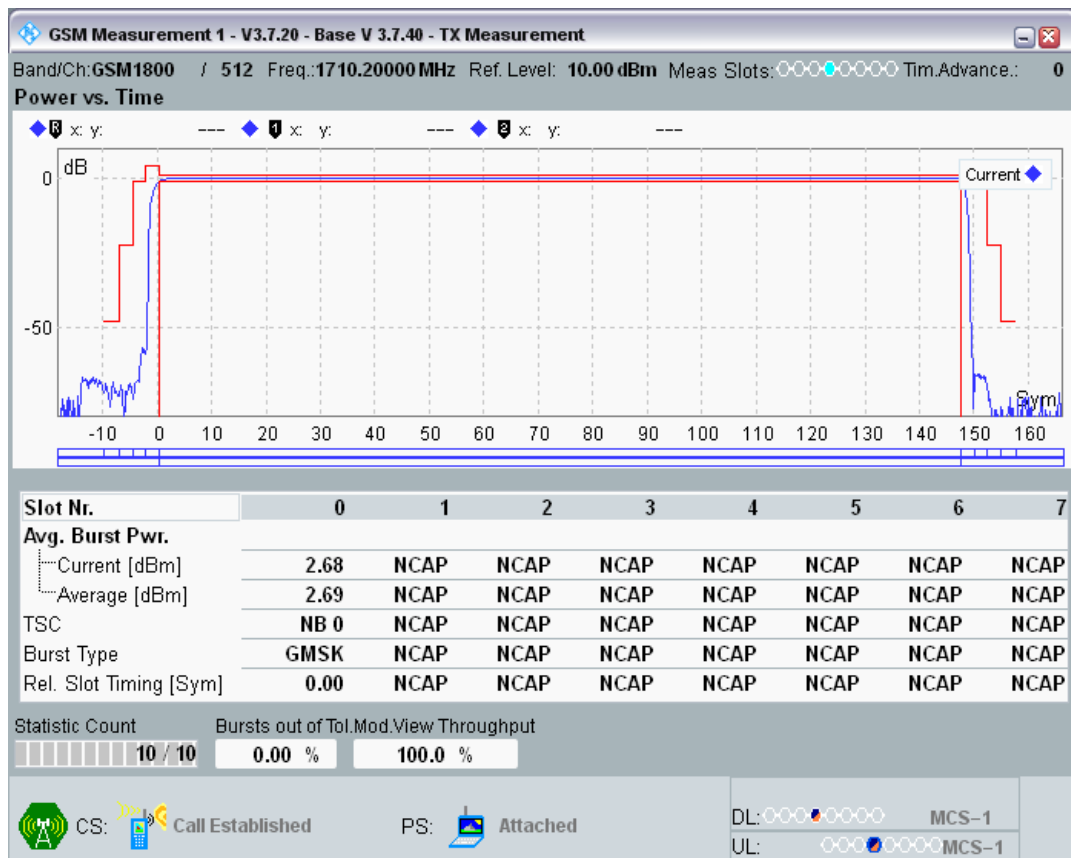 GSM Measurement 1 - V3.7.20 - Base V 3.7.40 - TX Measurement
Band/Ch:GSM1800 / 512 Freq.:1710.20000 MHz Ref. Level: 10.00 dBm Meas Slots: Tim.Advance.: 0
Power vs. Time
R x: y: --- 1 x: y: --- 2 x: y: ---
dB
Current
0
-50
Sym
-10 0 10 20 30 40 50 60 70 80 90 100 110 120 130 140 150 160
Slot Nr. 0 1 2 3 4 5 6 7
Avg. Burst Pwr.
Current [dBm] 2.68 NCAP NCAP NCAP NCAP NCAP NCAP NCAP
Average [dBm] 2.69 NCAP NCAP NCAP NCAP NCAP NCAP NCAP
TSC NB 0 NCAP NCAP NCAP NCAP NCAP NCAP NCAP
Burst Type GMSK NCAP NCAP NCAP NCAP NCAP NCAP NCAP
Rel. Slot Timing [Sym] 0.00 NCAP NCAP NCAP NCAP NCAP NCAP NCAP
Statistic Count Bursts out of Tol.Mod.View Throughput
10 / 10 0.00 % 100.0 %
CS: Call Established PS: Attached
DL: MCS-1
UL: MCS-1